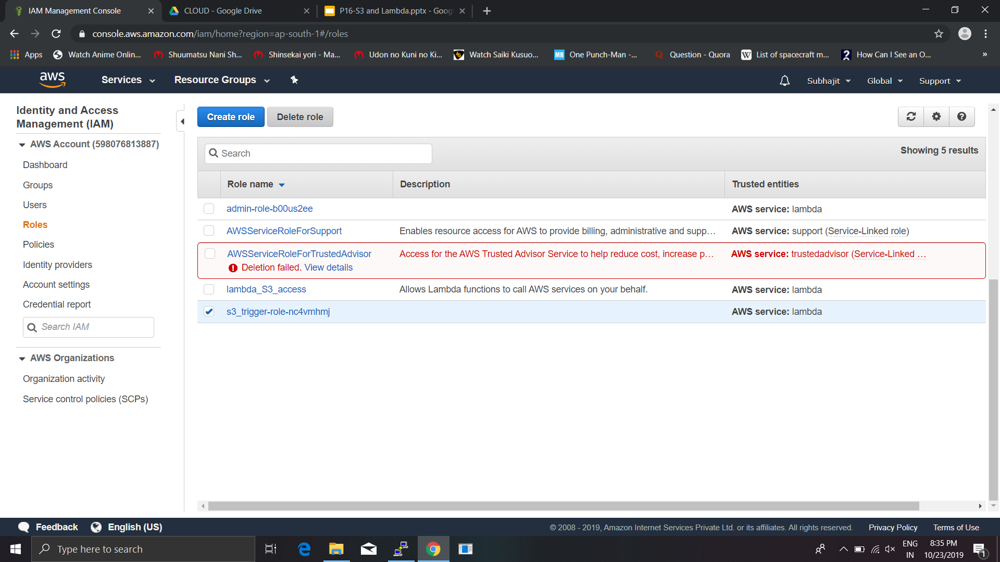 IAM Management Console
CLOUD - Google Drive
P16-S3 and Lambda.pptx - Goog
console.aws.amazon.com/iam/home?region=ap-south-1#/roles
Apps
Watch Anime Onlin...
Shuumatsu Nani Sh...
Shinsekai yori - Ma...
Udon no Kuni no Ki...
Watch Saiki Kusuo...
MR
One Punch-Man -...
Question - Quora
W
List of spacecraft m...
How Can I See an O...
»
aws
Services
Resource Groups
Subhajit
Global
Support
Identity and Access
Management (IAM)
AWS Account (598076813887)
Dashboard
Groups
Users
Roles
Policies
Identity providers
Account settings
Credential report
Search IAM
AWS Organizations
Organization activity
Service control policies (SCPs)
Create role
Delete role
Search
Showing 5 results
Role name
Description
Trusted entities
admin-role-b00us2ee
AWS service: lambda
AWSServiceRoleForSupport
Enables resource access for AWS to provide billing, administrative and supp...
AWS service: support (Service-Linked role)
AWSServiceRoleForTrustedAdvisor
Access for the AWS Trusted Advisor Service to help reduce cost, increase p...
AWS service: trustedadvisor (Service-Linked ...
Deletion failed. View details
lambda_S3_access
Allows Lambda functions to call AWS services on your behalf.
AWS service: lambda
s3_trigger-role-nc4vmhmj
AWS service: lambda
Feedback
English (US)
© 2008 - 2019, Amazon Internet Services Private Ltd. or its affiliates. All rights reserved.
Privacy Policy
Terms of Use
Type here to search
ENG
IN
8:35 PM
10/23/2019
1